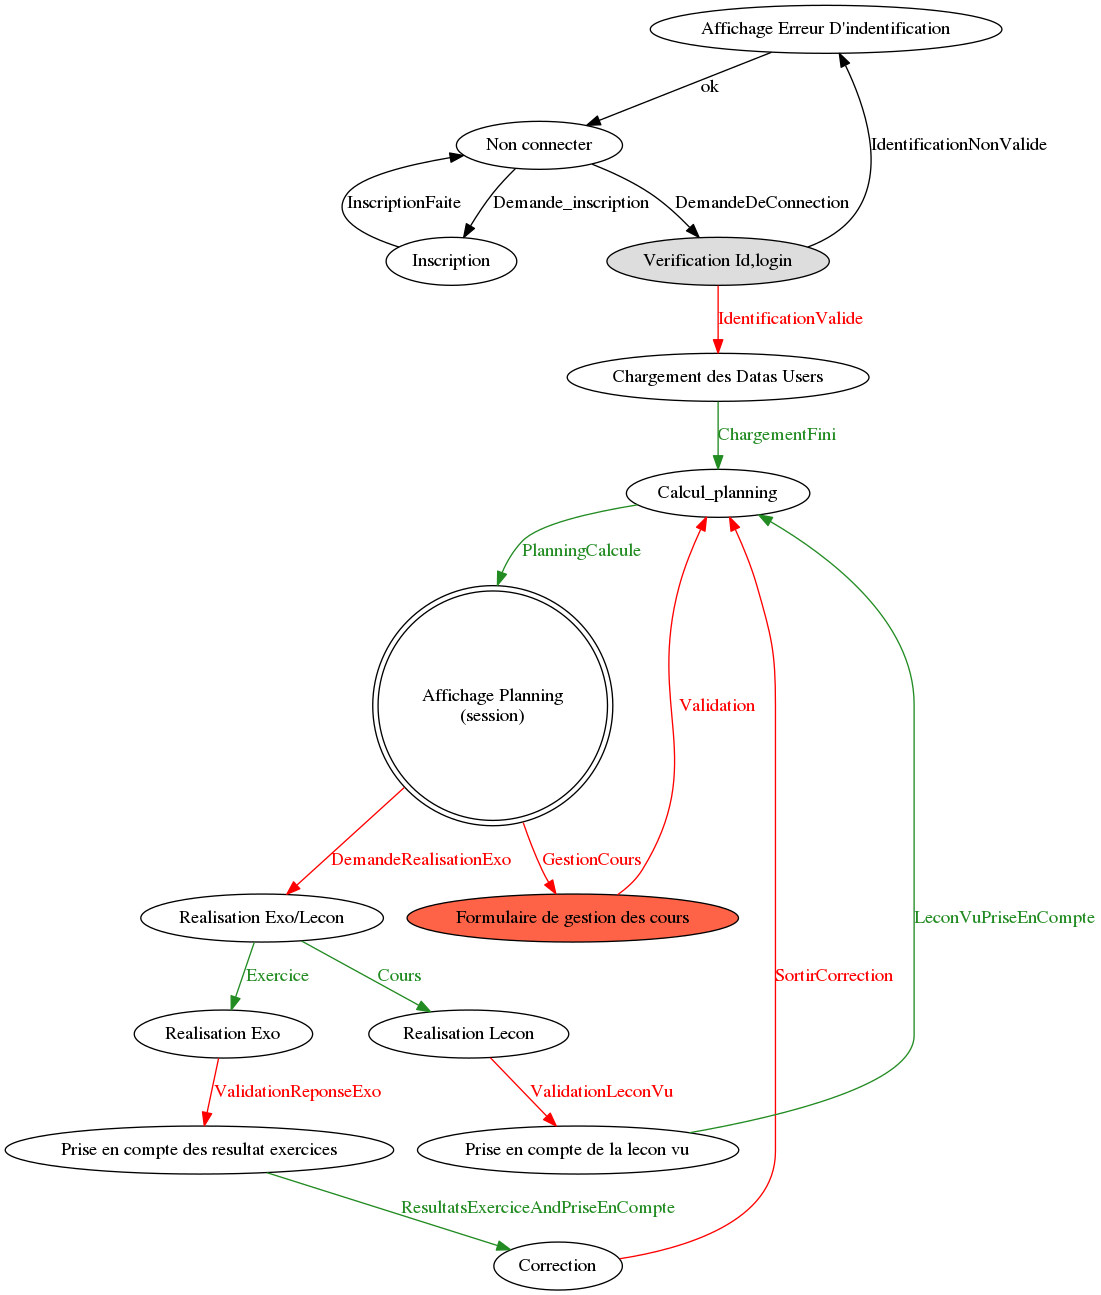 Affichage Erreur D'indentification
ok
Non connecter
IdentificationNonValide
InscriptionFaite
Demande_inscription
DemandeDeConnection
Inscription
Verification Id,login
IdentificationValide
Chargement des Datas Users
ChargementFini
Calcul_planning
PlanningCalcule
Affichage Planning
(session)
Validation
DemandeRealisationExo
GestionCours
Realisation Exo/Lecon
Formulaire de gestion des cours
LeconVuPriseEnCompte
Exercice
Cours
SortirCorrection
Realisation Exo
Realisation Lecon
ValidationReponseExo
ValidationLeconVu
Prise en compte des resultat exercices
Prise en compte de la lecon vu
ResultatsExerciceAndPriseEnCompte
Correction